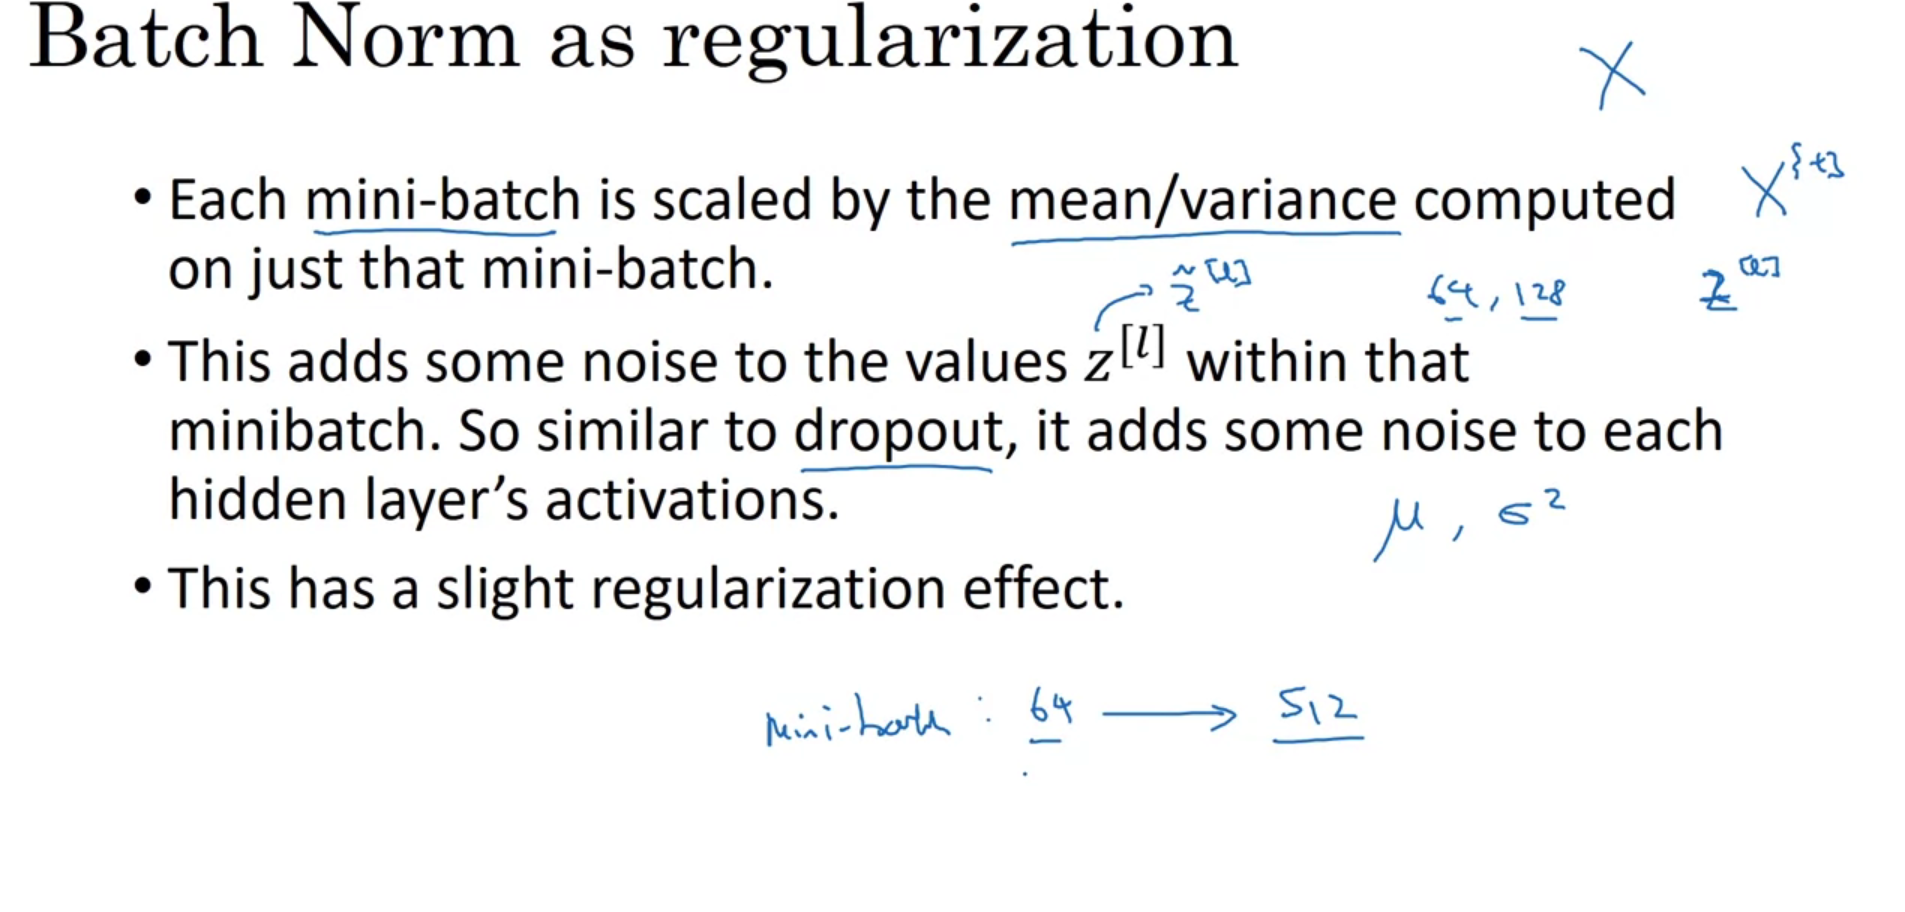 Batch Norm as regularization
X
• Each mini-batch is scaled by the mean/variance computed
X^{t}
on just that mini-batch.
z̃^[l]
64, 128
z^[l]
• This adds some noise to the values z^[l] within that
minibatch. So similar to dropout, it adds some noise to each
hidden layer’s activations.
μ, σ²
• This has a slight regularization effect.
mini-batch : 64 → 512